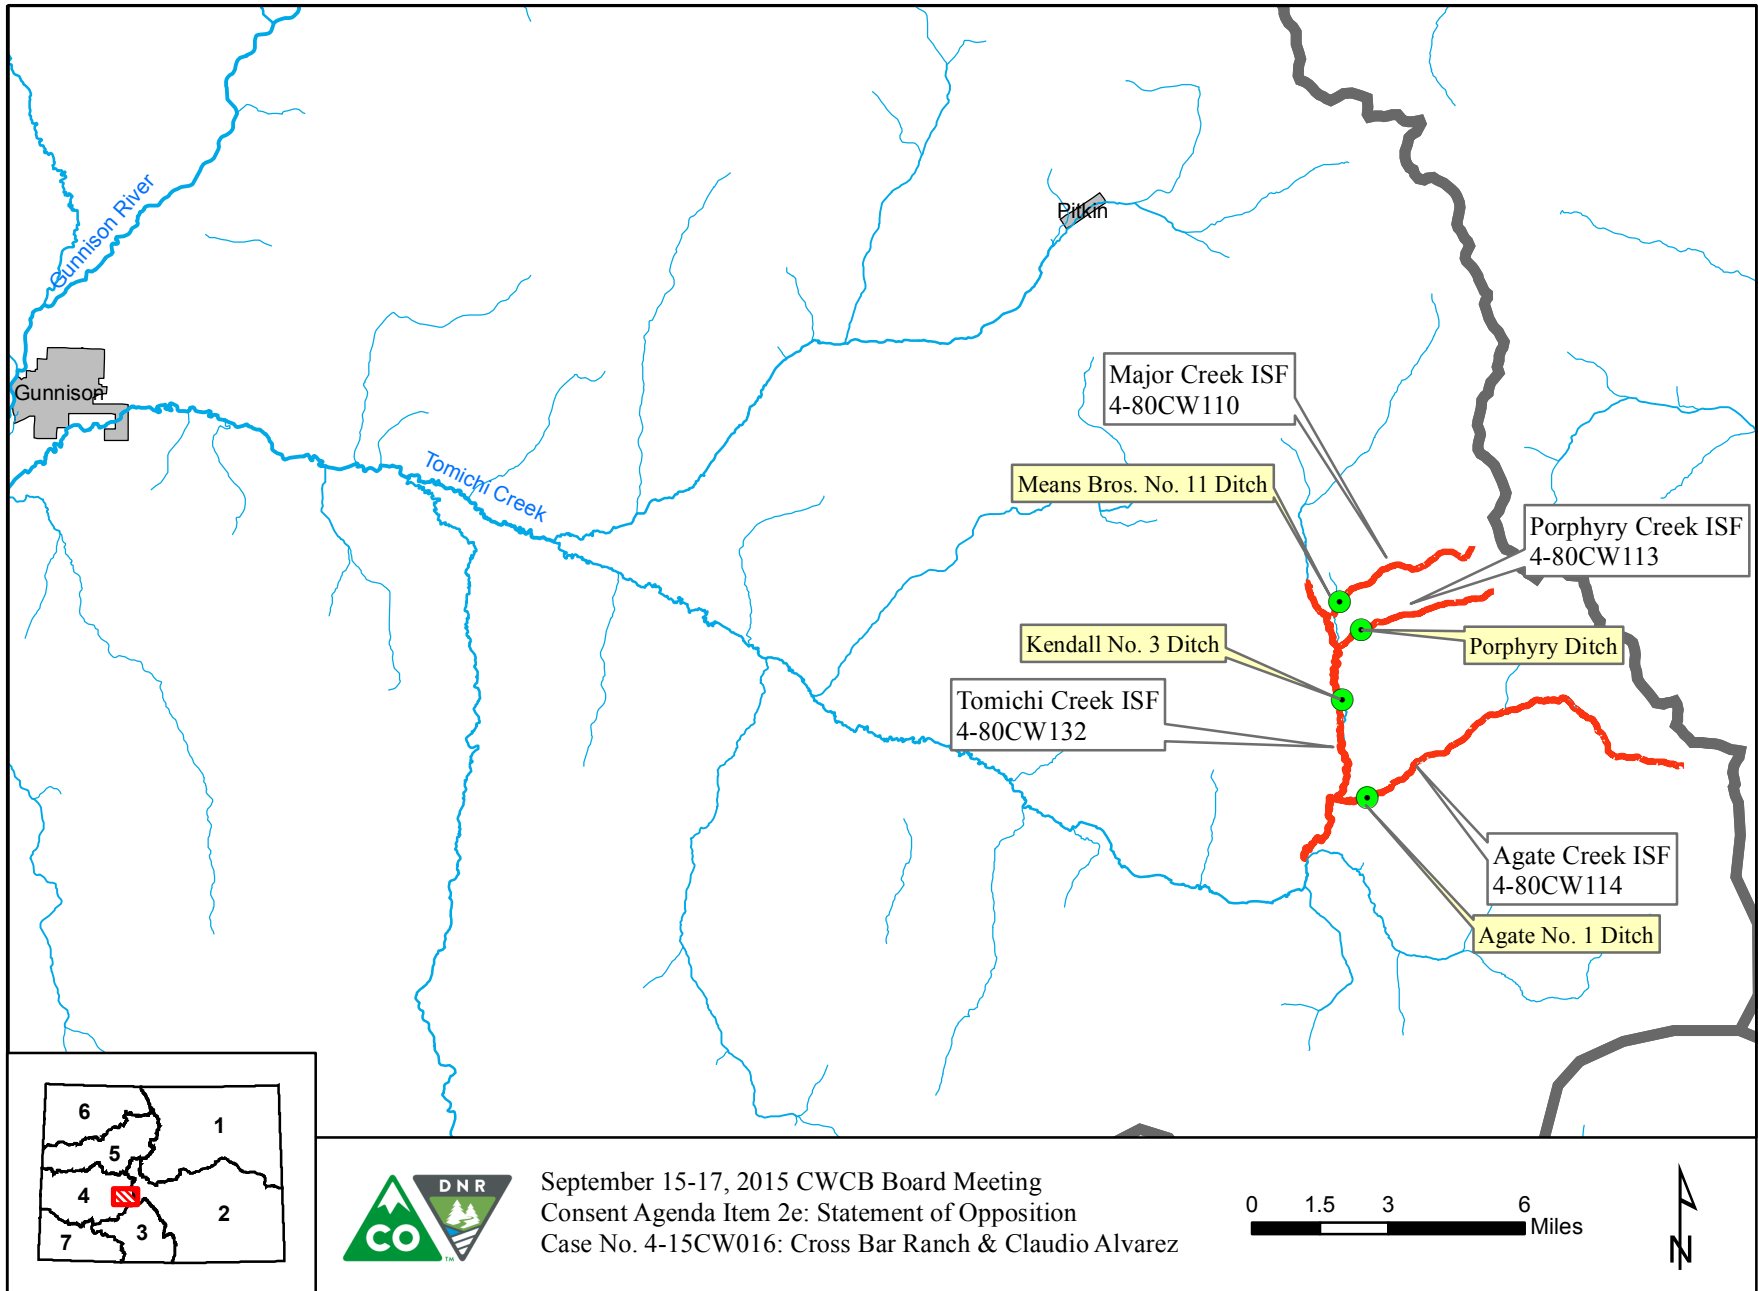 Gunnison River
Pitkin
Gunnison
Tomichi Creek
Major Creek ISF
4-80CW110
Means Bros. No. 11 Ditch
Porphyry Creek ISF
4-80CW113
Kendall No. 3 Ditch
Porphyry Ditch
Tomichi Creek ISF
4-80CW132
Agate Creek ISF
4-80CW114
Agate No. 1 Ditch
6
1
5
4
2
3
7
CO
TM
DNR
September 15-17, 2015 CWCB Board Meeting
Consent Agenda Item 2e: Statement of Opposition
Case No. 4-15CW016: Cross Bar Ranch & Claudio Alvarez
0 1.5 3 6
Miles
N